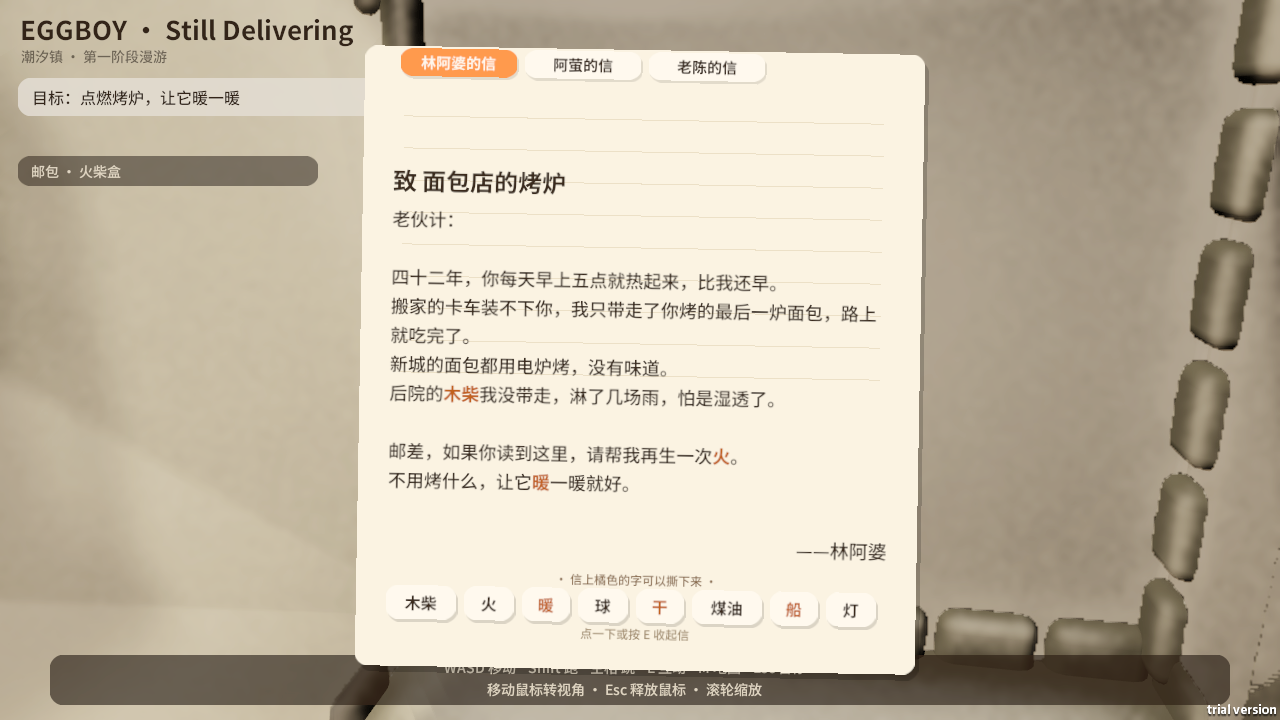 EGGBOY • Still Delivering
潮汐镇 • 第一阶段漫游
目标：点燃烤炉，让它暖一暖
邮包 • 火柴盒
林阿婆的信 阿萤的信 老陈的信
致 面包店的烤炉
老伙计：
四十二年，你每天早上五点就热起来，比我还早。
搬家的卡车装不下你，我只带走了你烤的最后一炉面包，路上
就吃完了。
新城的面包都用电炉烤，没有味道。
后院的木柴我没带走，淋了几场雨，怕是湿透了。
邮差，如果你读到这里，请帮我再生一次火。
不用烤什么，让它暖一暖就好。
——林阿婆
• 信上橘色的字可以撕下来 •
木柴 火 暖 球 干 煤油 船 灯
点一下或按 E 收起信
移动鼠标转视角 • Esc 释放鼠标 • 滚轮缩放
trial version